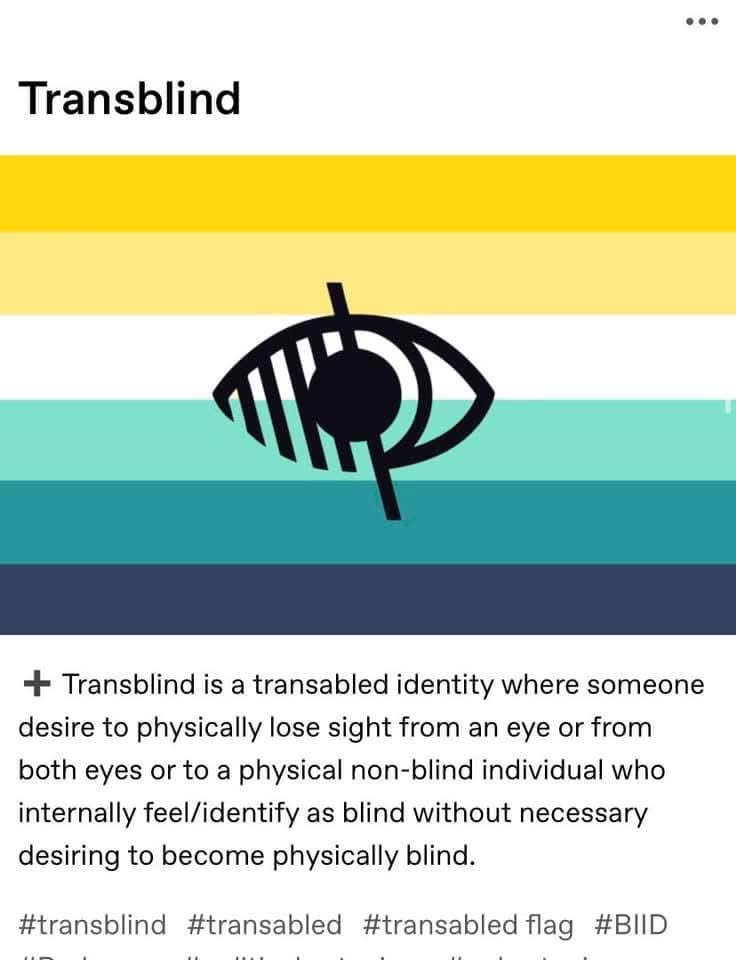 Transblind
➕ Transblind is a transabled identity where someone
desire to physically lose sight from an eye or from
both eyes or to a physical non-blind individual who
internally feel/identify as blind without necessary
desiring to become physically blind.
#transblind #transabled #transabled flag #BIID